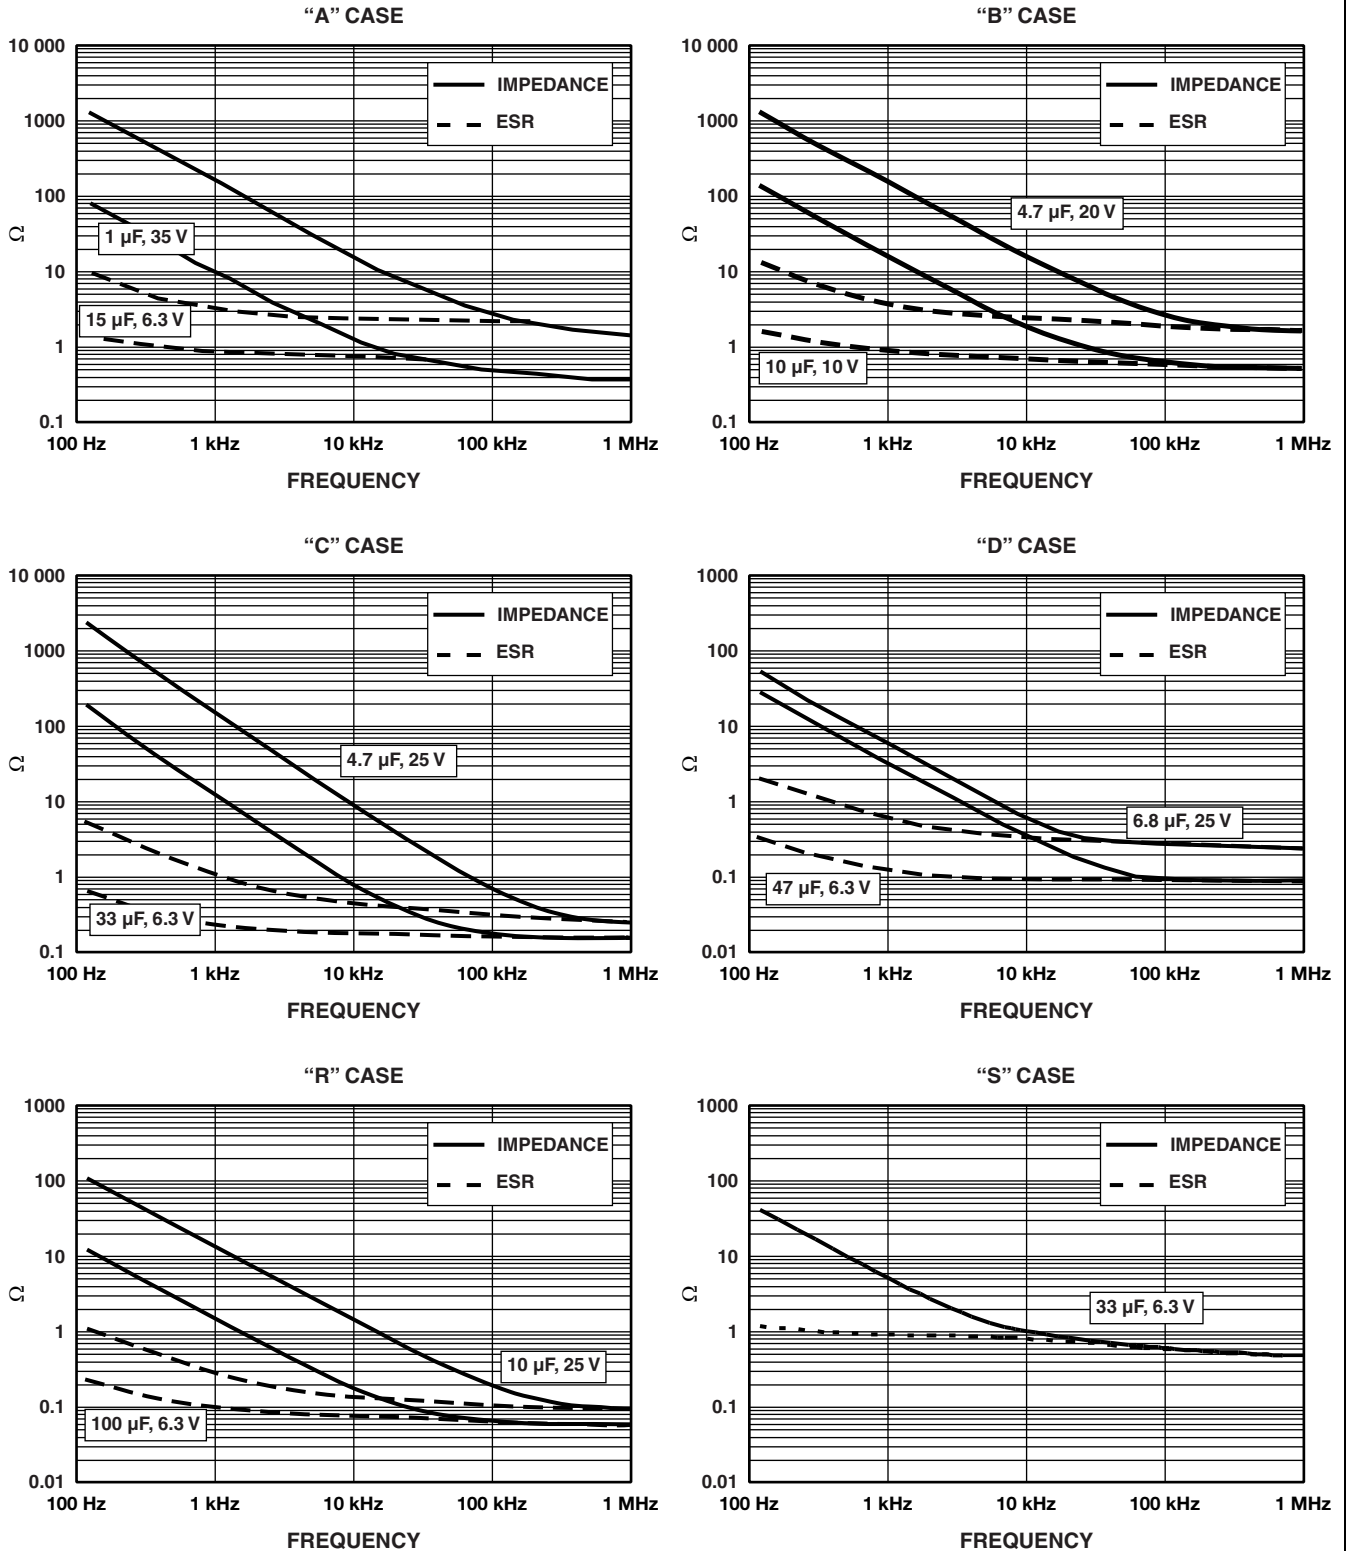 “A” CASE
10 000
1000
100
10
1
0.1
Ω
IMPEDANCE
ESR
1 µF, 35 V
15 µF, 6.3 V
100 Hz 1 kHz 10 kHz 100 kHz 1 MHz
FREQUENCY
“B” CASE
10 000
1000
100
10
1
0.1
Ω
IMPEDANCE
ESR
4.7 µF, 20 V
10 µF, 10 V
100 Hz 1 kHz 10 kHz 100 kHz 1 MHz
FREQUENCY
“C” CASE
10 000
1000
100
10
1
0.1
Ω
IMPEDANCE
ESR
4.7 µF, 25 V
33 µF, 6.3 V
100 Hz 1 kHz 10 kHz 100 kHz 1 MHz
FREQUENCY
“D” CASE
1000
100
10
1
0.1
0.01
Ω
IMPEDANCE
ESR
6.8 µF, 25 V
47 µF, 6.3 V
100 Hz 1 kHz 10 kHz 100 kHz 1 MHz
FREQUENCY
“R” CASE
1000
100
10
1
0.1
0.01
Ω
IMPEDANCE
ESR
10 µF, 25 V
100 µF, 6.3 V
100 Hz 1 kHz 10 kHz 100 kHz 1 MHz
FREQUENCY
“S” CASE
1000
100
10
1
0.1
0.01
Ω
IMPEDANCE
ESR
33 µF, 6.3 V
100 Hz 1 kHz 10 kHz 100 kHz 1 MHz
FREQUENCY